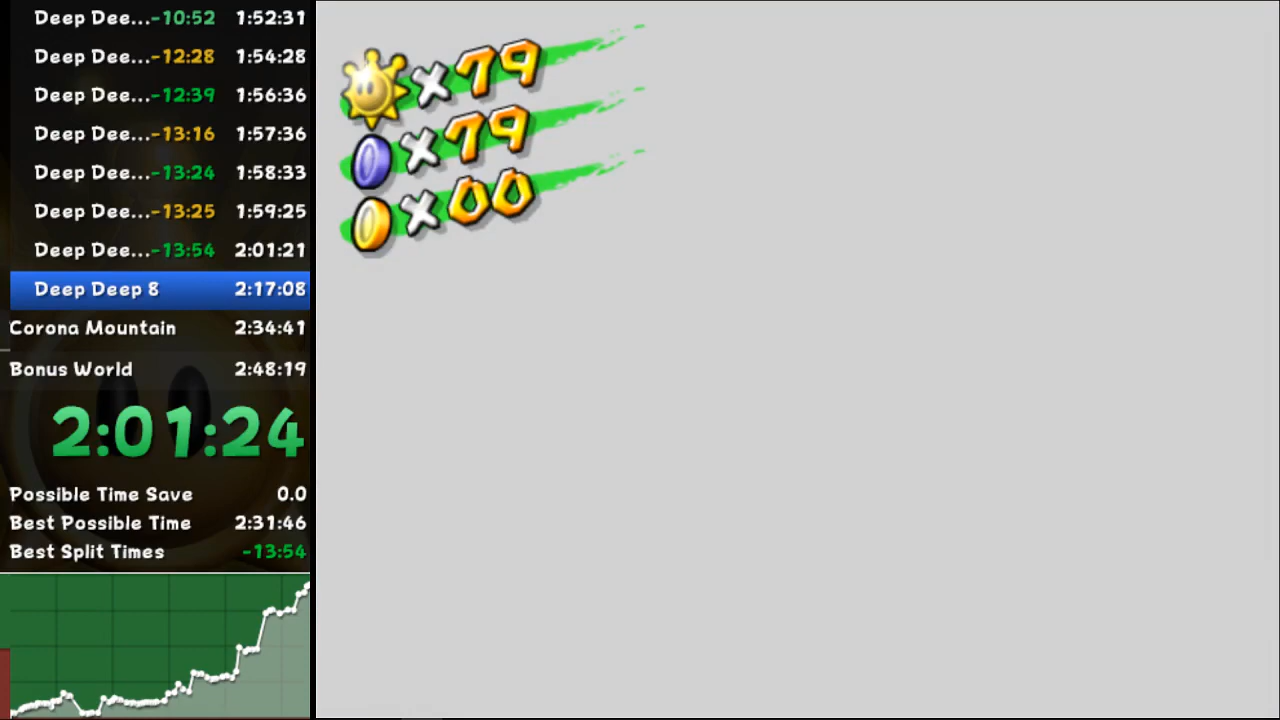 Deep Dee...-10:52 1:52:31
Deep Dee...-12:28 1:54:28
Deep Dee...-12:39 1:56:36
Deep Dee...-13:16 1:57:36
Deep Dee...-13:24 1:58:33
Deep Dee...-13:25 1:59:25
Deep Dee...-13:54 2:01:21
Deep Deep 8 2:17:08
Corona Mountain 2:34:41
Bonus World 2:48:19
2:01:24
Possible Time Save 0.0
Best Possible Time 2:31:46
Best Split Times -13:54
×79
×79
×00